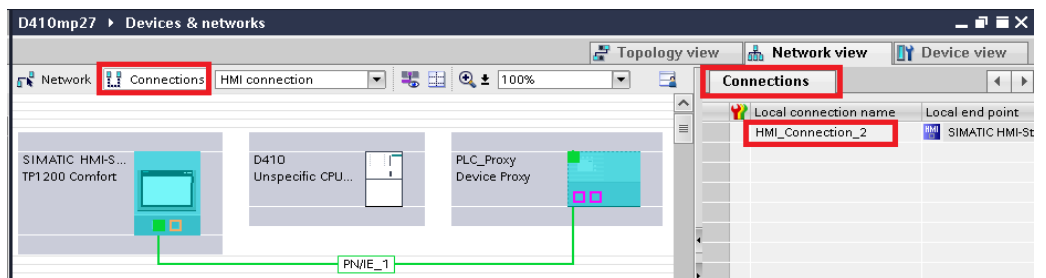 D410mp27 ▸ Devices & networks
Topology view Network view Device view
Network Connections HMI connection 100% Connections
Local connection name Local end point
HMI_Connection_2 SIMATIC HMI-St
SIMATIC HMI-S... D410 PLC_Proxy
TP1200 Comfort Unspecific CPU... Device Proxy
PN/IE_1